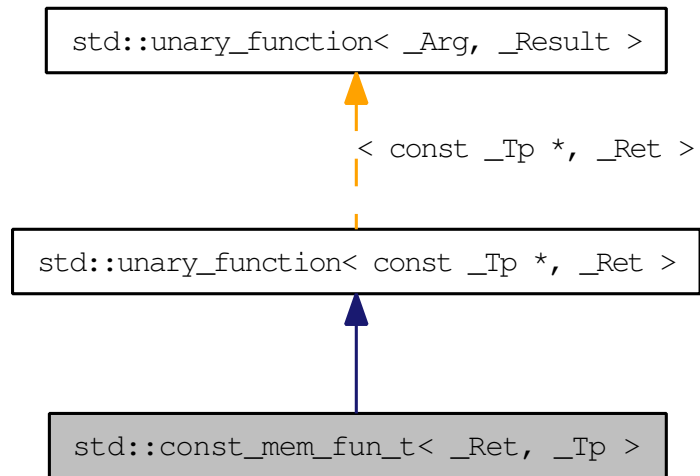 std::unary_function< _Arg, _Result >
< const _Tp *, _Ret >
std::unary_function< const _Tp *, _Ret >
std::const_mem_fun_t< _Ret, _Tp >